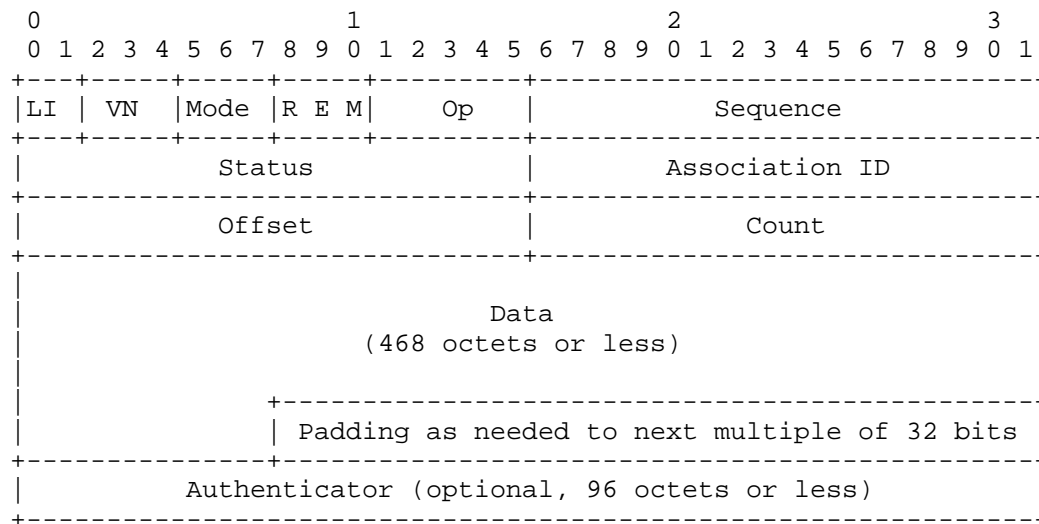 0                   1                   2                   3
0 1 2 3 4 5 6 7 8 9 0 1 2 3 4 5 6 7 8 9 0 1 2 3 4 5 6 7 8 9 0 1
LI | VN |Mode |R E M| Op | Sequence
Status | Association ID
Offset | Count
Data
(468 octets or less)
Padding as needed to next multiple of 32 bits
Authenticator (optional, 96 octets or less)